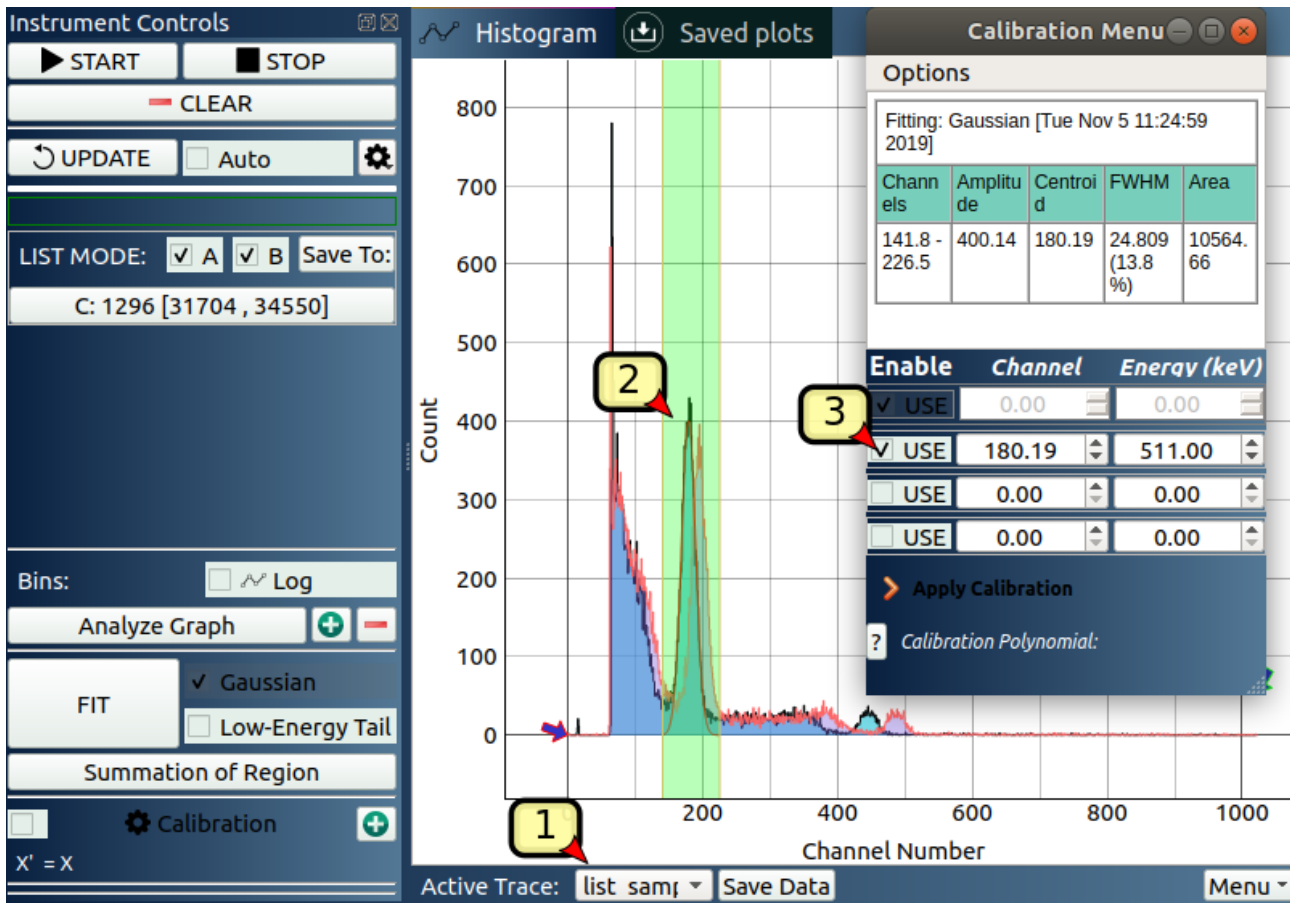 Instrument Controls
START
STOP
CLEAR
UPDATE
Auto
LIST MODE:
A
B
Save To:
C: 1296 [31704 , 34550]
Bins:
Log
Analyze Graph
FIT
Gaussian
Low-Energy Tail
Summation of Region
Calibration
X' = X
Histogram
Saved plots
800
700
600
500
400
300
200
100
0
Count
200
400
600
800
1000
Channel Number
1
2
3
Active Trace:
list_samp
Save Data
Menu
Calibration Menu
Options
Fitting: Gaussian [Tue Nov 5 11:24:59
2019]
Chann
els
Amplitu
de
Centroi
d
FWHM
Area
141.8 -
226.5
400.14
180.19
24.809
(13.8
%)
10564.
66
Enable Channel Energy (keV)
USE 0.00 0.00
USE 180.19 511.00
USE 0.00 0.00
USE 0.00 0.00
Apply Calibration
? Calibration Polynomial: